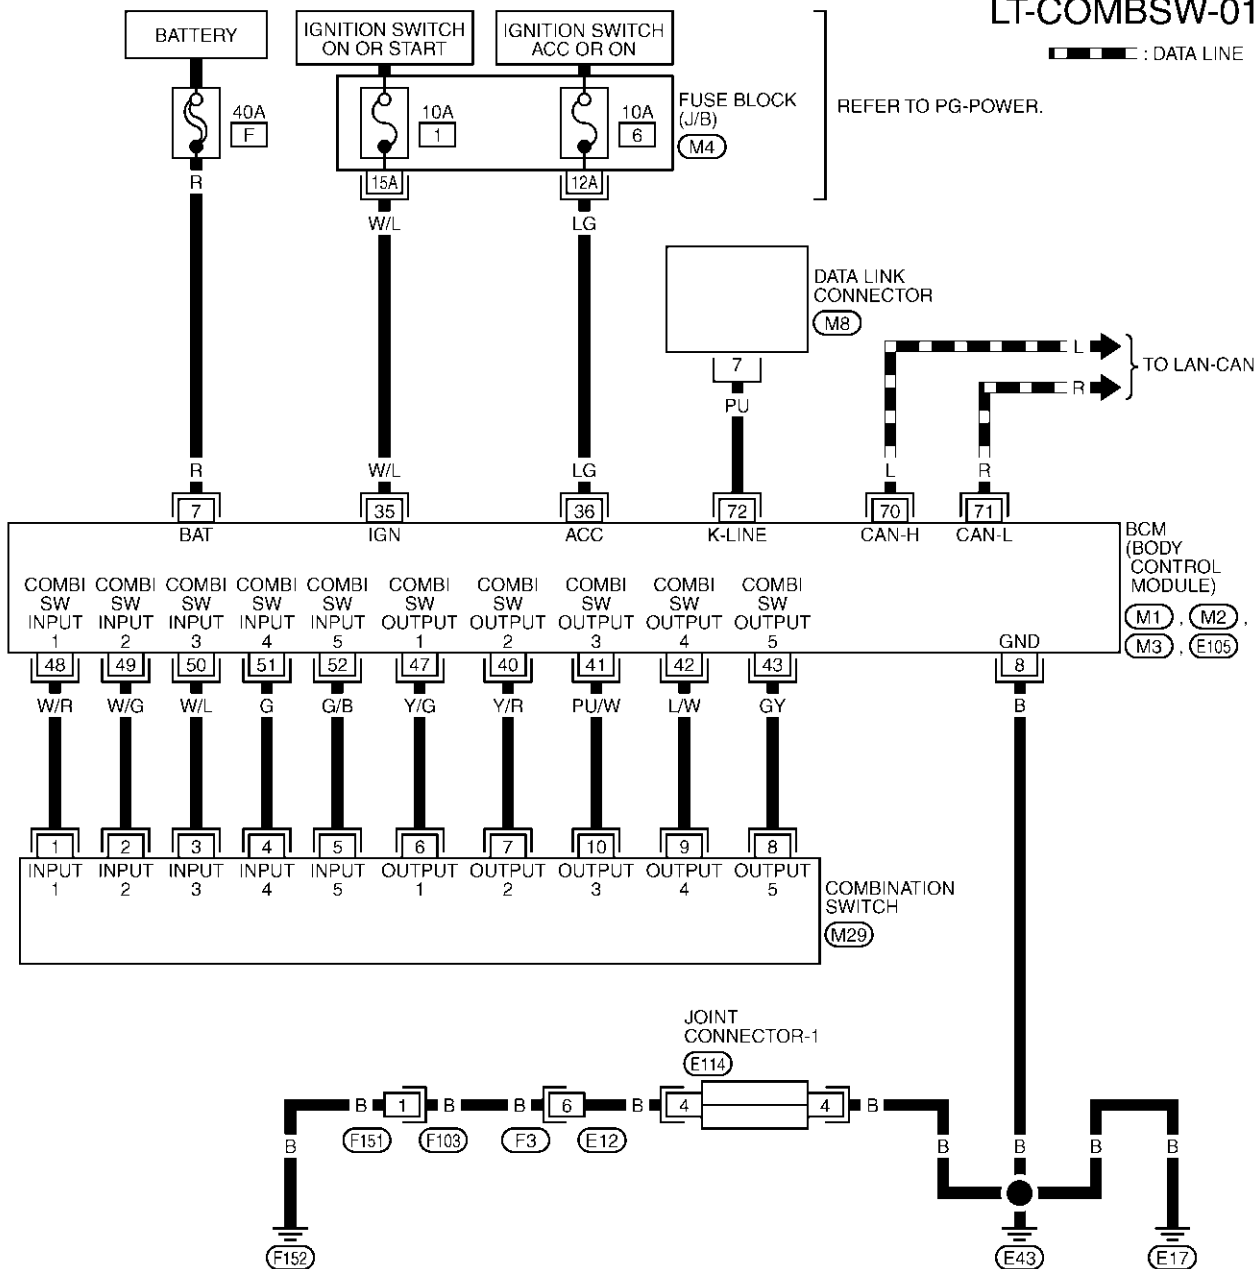 LT-COMBSW-01
: DATA LINE
BATTERY
IGNITION SWITCH
ON OR START
IGNITION SWITCH
ACC OR ON
40A
F
10A
1
10A
6
FUSE BLOCK
(J/B)
M4
REFER TO PG-POWER.
R
15A
12A
W/L
LG
DATA LINK
CONNECTOR
M8
7
PU
L
R
TO LAN-CAN
R
W/L
LG
L
R
7
35
36
72
70
71
BAT
IGN
ACC
K-LINE
CAN-H
CAN-L
BCM
(BODY
CONTROL
MODULE)
M1 , M2 ,
M3 , E105
COMBI
SW
INPUT
1
COMBI
SW
INPUT
2
COMBI
SW
INPUT
3
COMBI
SW
INPUT
4
COMBI
SW
INPUT
5
COMBI
SW
OUTPUT
1
COMBI
SW
OUTPUT
2
COMBI
SW
OUTPUT
3
COMBI
SW
OUTPUT
4
COMBI
SW
OUTPUT
5
GND
48
49
50
51
52
47
40
41
42
43
8
W/R
W/G
W/L
G
G/B
Y/G
Y/R
PU/W
L/W
GY
B
1
2
3
4
5
6
7
10
9
8
INPUT
1
INPUT
2
INPUT
3
INPUT
4
INPUT
5
OUTPUT
1
OUTPUT
2
OUTPUT
3
OUTPUT
4
OUTPUT
5
COMBINATION
SWITCH
M29
JOINT
CONNECTOR-1
E114
B
1
B
B
6
B
4
4
B
F151
F103
F3
E12
B
B
B
B
B
F152
E43
E17